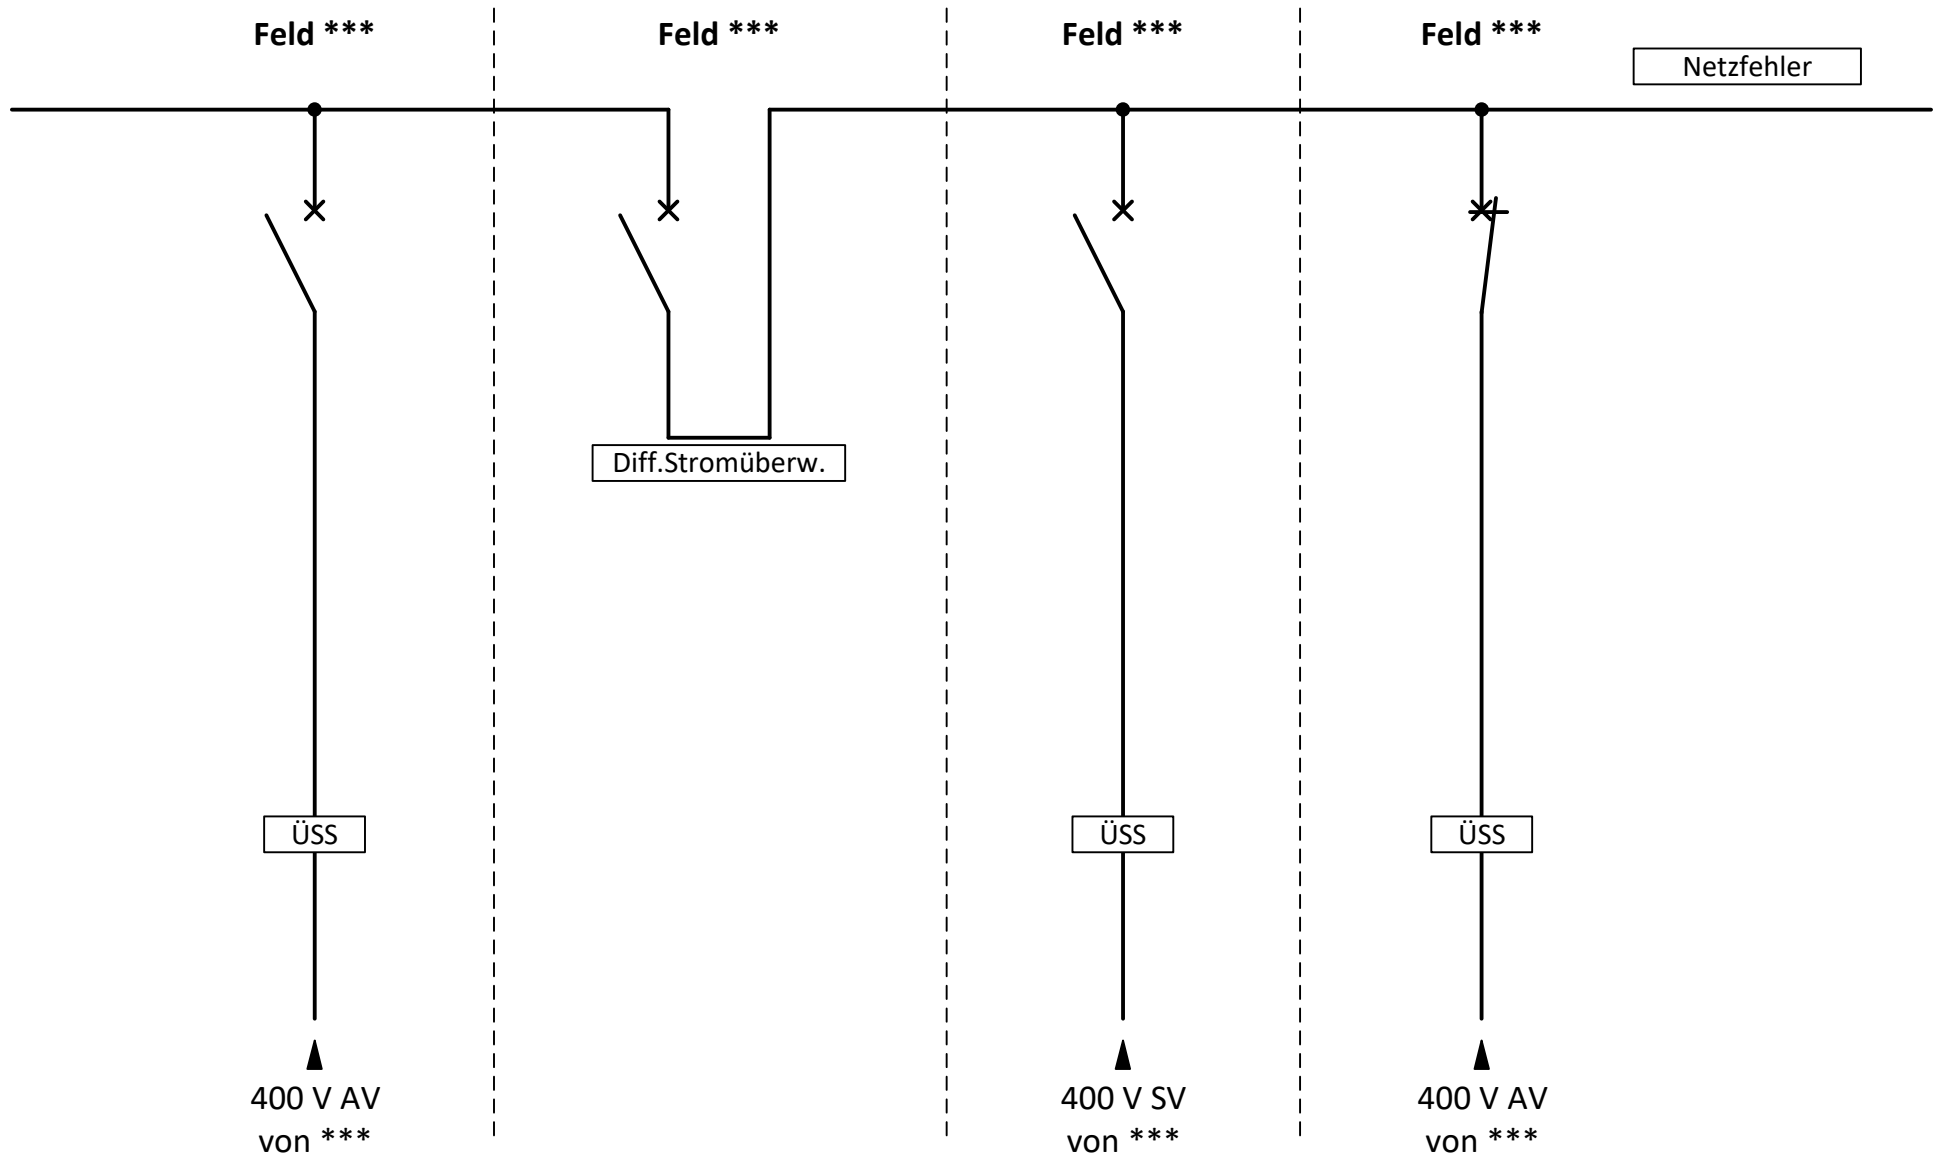 Feld ***
Feld ***
Feld ***
Feld ***
Netzfehler
Diff.Stromüberw.
ÜSS
ÜSS
ÜSS
400 V AV
von ***
400 V SV
von ***
400 V AV
von ***